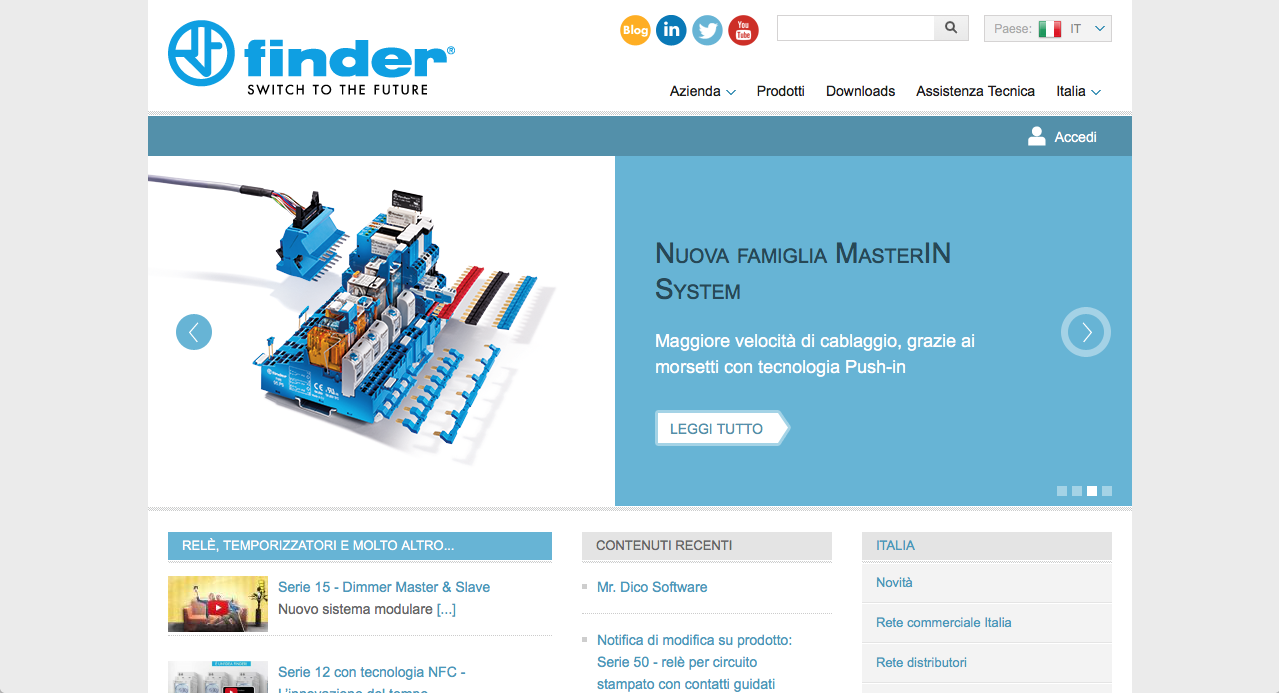 finder®
SWITCH TO THE FUTURE
Blog
in
You
Tube
Paese: IT
Azienda
Prodotti
Downloads
Assistenza Tecnica
Italia
Accedi
Nuova famiglia MasterIN
System
Maggiore velocità di cablaggio, grazie ai
morsetti con tecnologia Push-in
LEGGI TUTTO
RELÈ, TEMPORIZZATORI E MOLTO ALTRO...
Serie 15 - Dimmer Master & Slave
Nuovo sistema modulare [...]
Serie 12 con tecnologia NFC -
L'innovazione del tempo
CONTENUTI RECENTI
Mr. Dico Software
Notifica di modifica su prodotto:
Serie 50 - relè per circuito
stampato con contatti guidati
ITALIA
Novità
Rete commerciale Italia
Rete distributori